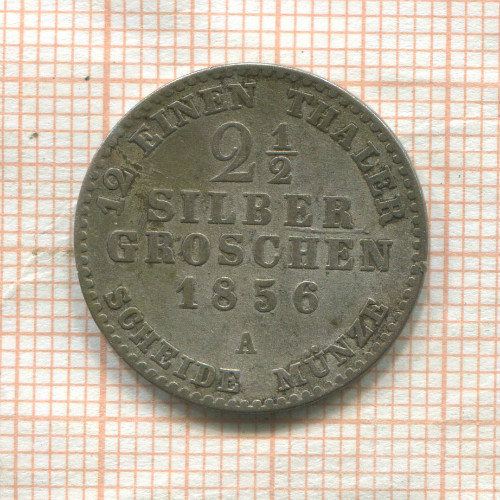 12 EINEN THALER
2 1/2
SILBER
GROSCHEN
1856
A
SCHEIDE MÜNZE